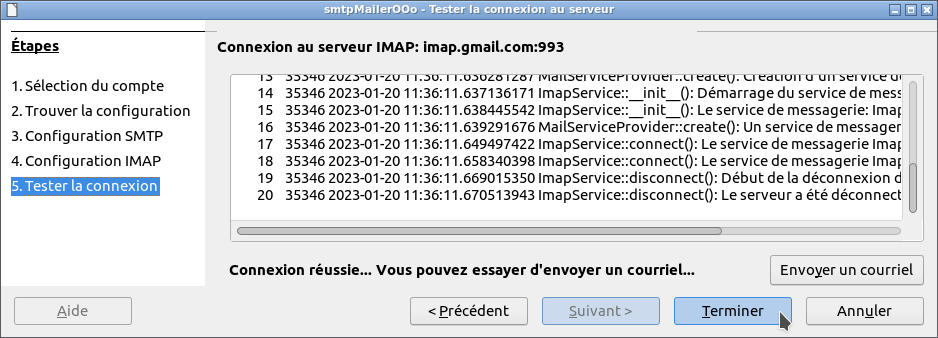 smtpMailerOOo - Tester la connexion au serveur
Étapes
1. Sélection du compte
2. Trouver la configuration
3. Configuration SMTP
4. Configuration IMAP
5. Tester la connexion
Connexion au serveur IMAP: imap.gmail.com:993
13 35346 2023-01-20 11:36:11.636281287 MailServiceProvider::create(): Création d'un service d
14 35346 2023-01-20 11:36:11.637136171 ImapService::__init__(): Démarrage du service de mess
15 35346 2023-01-20 11:36:11.638445542 ImapService::__init__(): Le service de messagerie: Imap
16 35346 2023-01-20 11:36:11.639291676 MailServiceProvider::create(): Un service de messager
17 35346 2023-01-20 11:36:11.649497422 ImapService::connect(): Le service de messagerie Imap
18 35346 2023-01-20 11:36:11.658340398 ImapService::connect(): Le service de messagerie Imap
19 35346 2023-01-20 11:36:11.669015350 ImapService::disconnect(): Début de la déconnexion d
20 35346 2023-01-20 11:36:11.670513943 ImapService::disconnect(): Le serveur a été déconnect
Connexion réussie... Vous pouvez essayer d'envoyer un courriel...
Envoyer un courriel
Aide
< Précédent
Suivant >
Terminer
Annuler